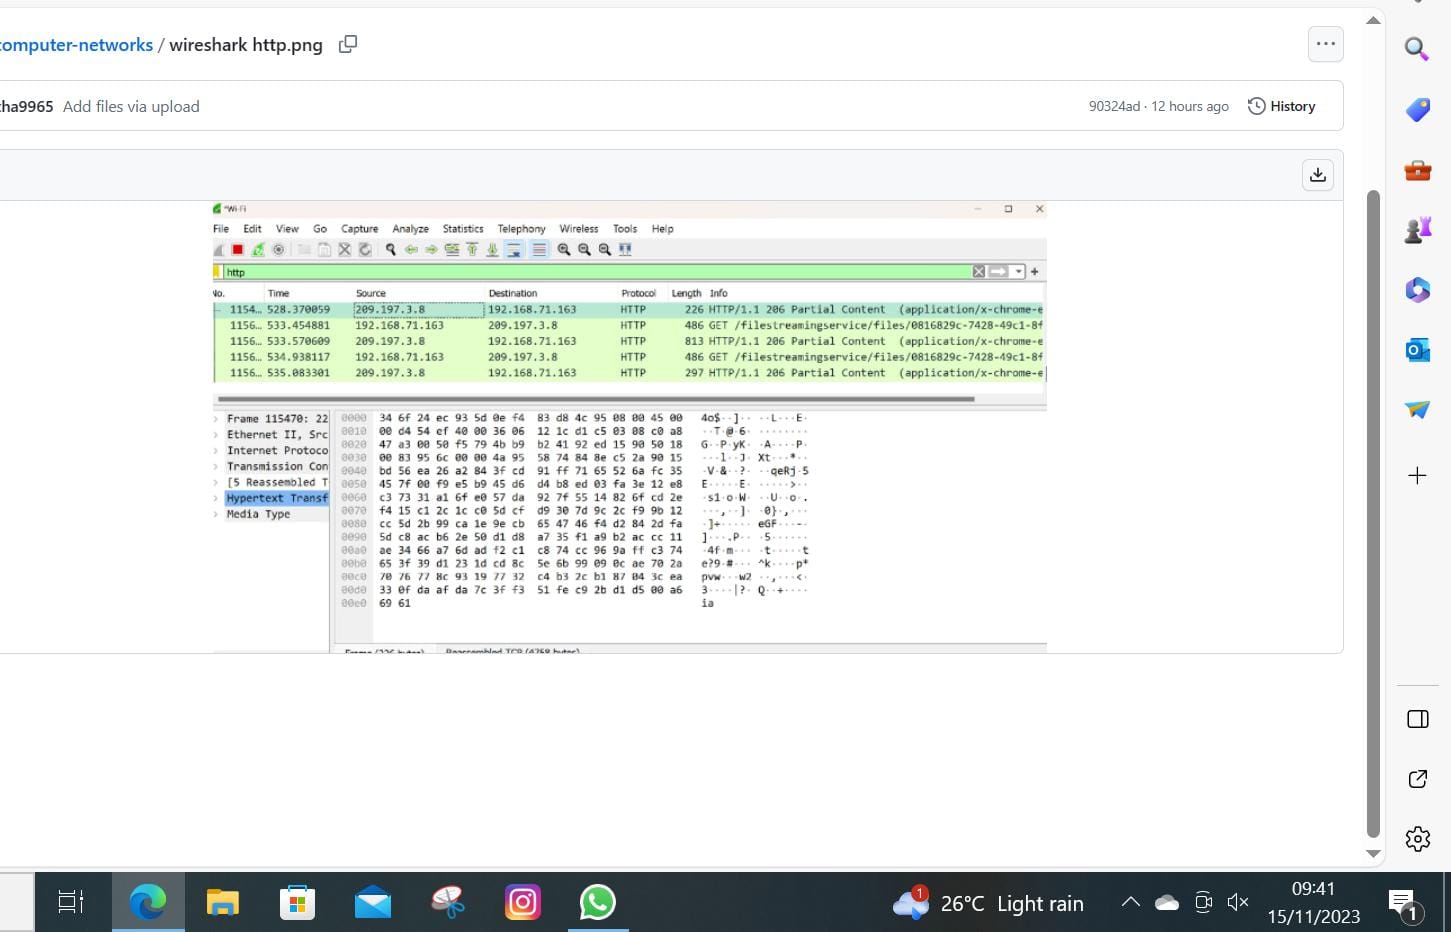 computer-networks / wireshark http.png
tha9965 Add files via upload
90324ad · 12 hours ago History
*Wi-Fi
File Edit View Go Capture Analyze Statistics Telephony Wireless Tools Help
http
No. Time Source Destination Protocol Length Info
1154… 528.370059 209.197.3.8 192.168.71.163 HTTP 226 HTTP/1.1 206 Partial Content (application/x-chrome-e
1156… 533.454881 192.168.71.163 209.197.3.8 HTTP 486 GET /filestreamingservice/files/0816829c-7428-49c1-8f
1156… 533.570609 209.197.3.8 192.168.71.163 HTTP 813 HTTP/1.1 206 Partial Content (application/x-chrome-e
1156… 534.938117 192.168.71.163 209.197.3.8 HTTP 486 GET /filestreamingservice/files/0816829c-7428-49c1-8f
1156… 535.083301 209.197.3.8 192.168.71.163 HTTP 297 HTTP/1.1 206 Partial Content (application/x-chrome-e
Frame 115470: 22
Ethernet II, Src
Internet Protoco
Transmission Con
[5 Reassembled T
Hypertext Transf
Media Type
0000 34 6f 24 ec 93 5d 0e f4 83 d8 4c 95 08 00 45 00 4o$··]·· ··L···E·
0010 00 d4 54 ef 40 00 36 06 12 1c d1 c5 03 08 c0 a8 ··T·@·6· ········
0020 47 a3 00 50 f5 79 4b b9 b2 41 92 ed 15 90 50 18 G··P·yK· ·A····P·
0030 00 83 95 6c 00 00 4a 95 58 74 84 8e c5 2a 90 15 ···l··J· Xt···*··
0040 bd 56 ea 26 a2 84 3f cd 91 ff 71 65 52 6a fc 35 ·V·&··?· ··qeRj·5
0050 45 7f 00 f9 e5 b9 45 d6 d4 b8 ed 03 fa 3e 12 e8 E·····E· ·····>··
0060 c3 73 31 a1 6f e0 57 da 92 7f 55 14 82 6f cd 2e ·s1·o·W· ··U··o·.
0070 f4 15 c1 2c 1c c0 5d cf d9 30 7d 9c 2c f9 9b 12 ···,··]· ·0}·,···
0080 cc 5d 2b 99 ca 1e 9e cb 65 47 46 f4 d2 84 2d fa ·]+····· eGF···-·
0090 5d c8 ac b6 2e 50 d1 d8 a7 35 f1 a9 b2 ac cc 11 ]···.P·· ·5······
00a0 ae 34 66 a7 6d ad f2 c1 c8 74 cc 96 9a ff c3 74 ·4f·m··· ·t·····t
00b0 65 3f 39 d1 23 1d cd 8c 5e 6b 99 09 0c ae 70 2a e?9·#··· ^k····p*
00c0 70 76 77 8c 93 19 77 32 c4 b3 2c b1 87 04 3c ea pvw···w2 ··,···<·
00d0 33 0f da af da 7c 3f f3 51 fe c9 2b d1 d5 00 a6 3····|?· Q··+····
00e0 69 61 ia
Frame (226 bytes) Reassembled TCP (4758 bytes)
1 26°C Light rain
09:41
15/11/2023
1